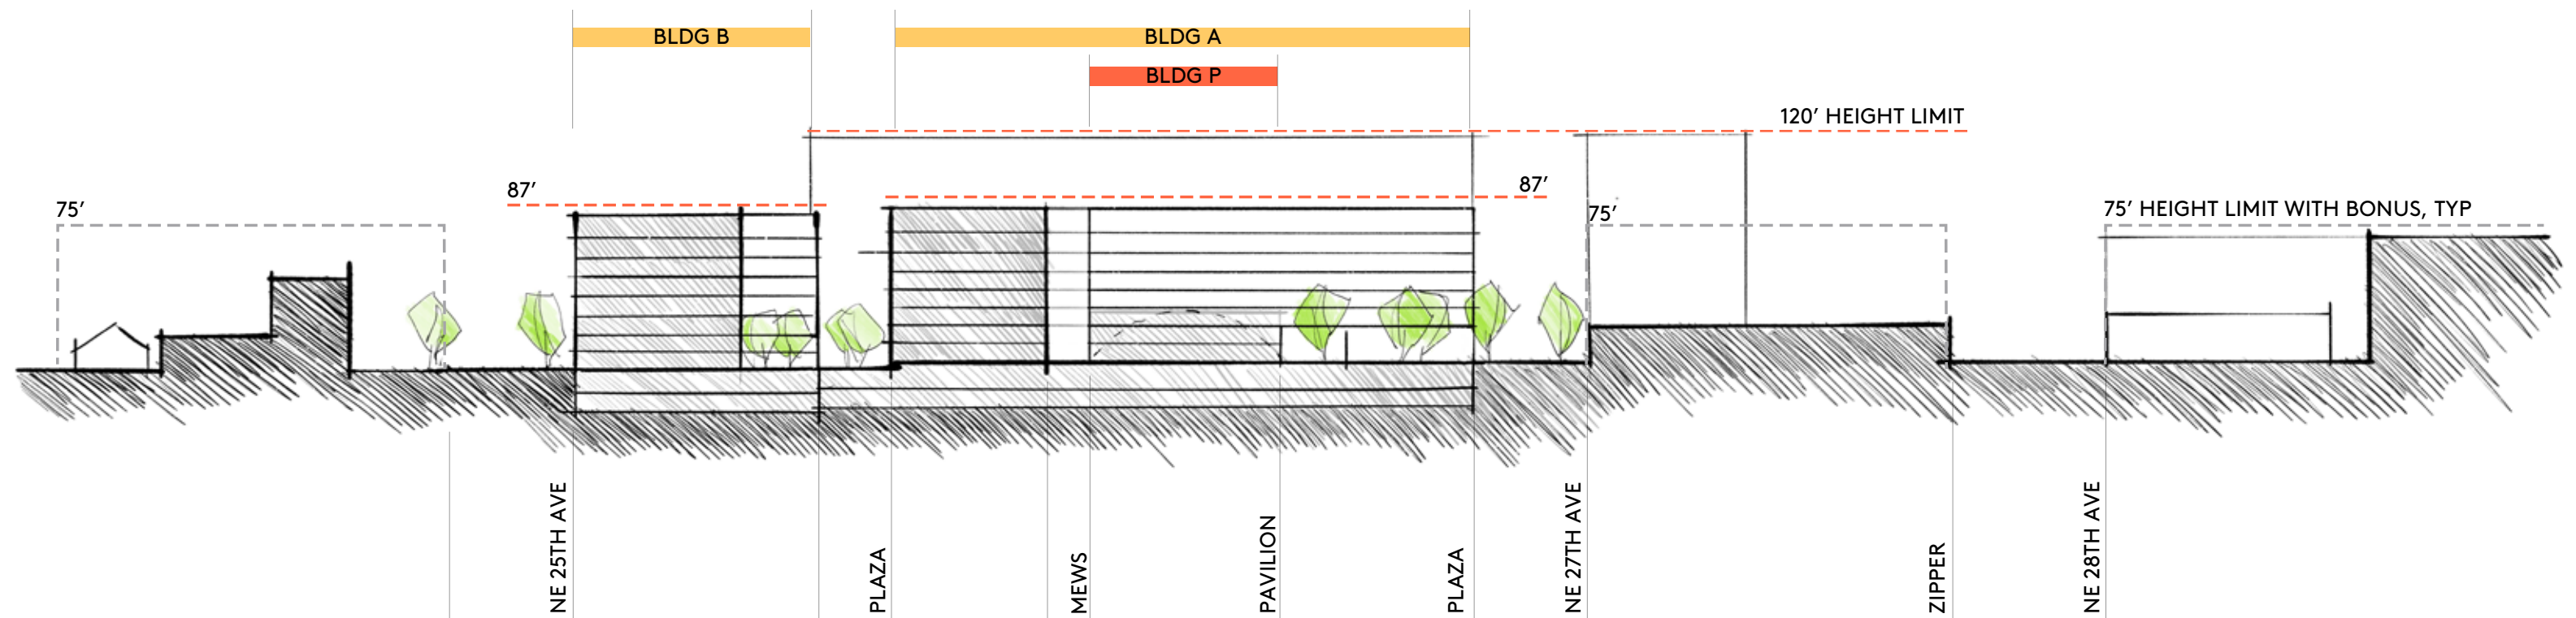 BLDG B
BLDG A
BLDG P
120’ HEIGHT LIMIT
87’
87’
75’
75’
75’ HEIGHT LIMIT WITH BONUS, TYP
NE 25TH AVE
PLAZA
MEWS
PAVILION
PLAZA
NE 27TH AVE
ZIPPER
NE 28TH AVE